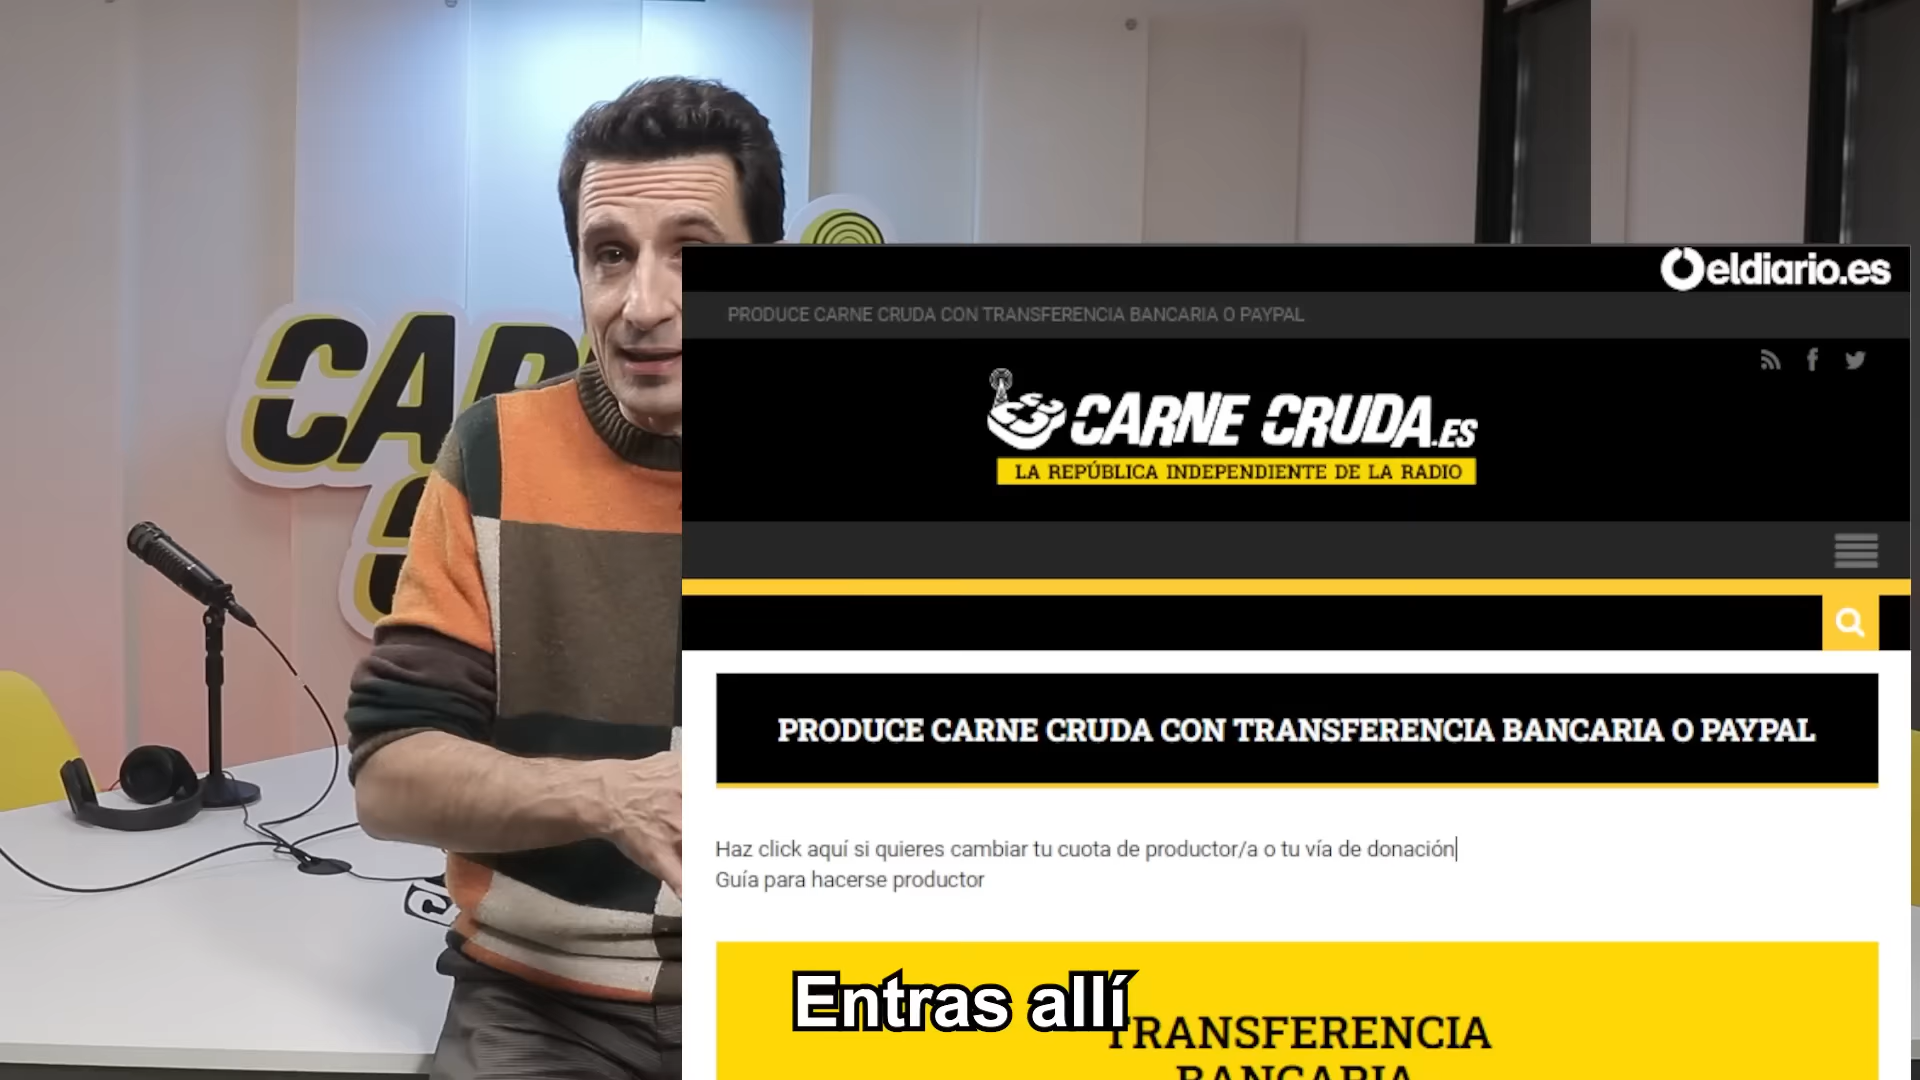 eldiario.es
PRODUCE CARNE CRUDA CON TRANSFERENCIA BANCARIA O PAYPAL
CARNE CRUDA.ES
LA REPÚBLICA INDEPENDIENTE DE LA RADIO
PRODUCE CARNE CRUDA CON TRANSFERENCIA BANCARIA O PAYPAL
Haz click aquí si quieres cambiar tu cuota de productor/a o tu vía de donación
Guía para hacerse productor
Entras allí
TRANSFERENCIA
BANCARIA